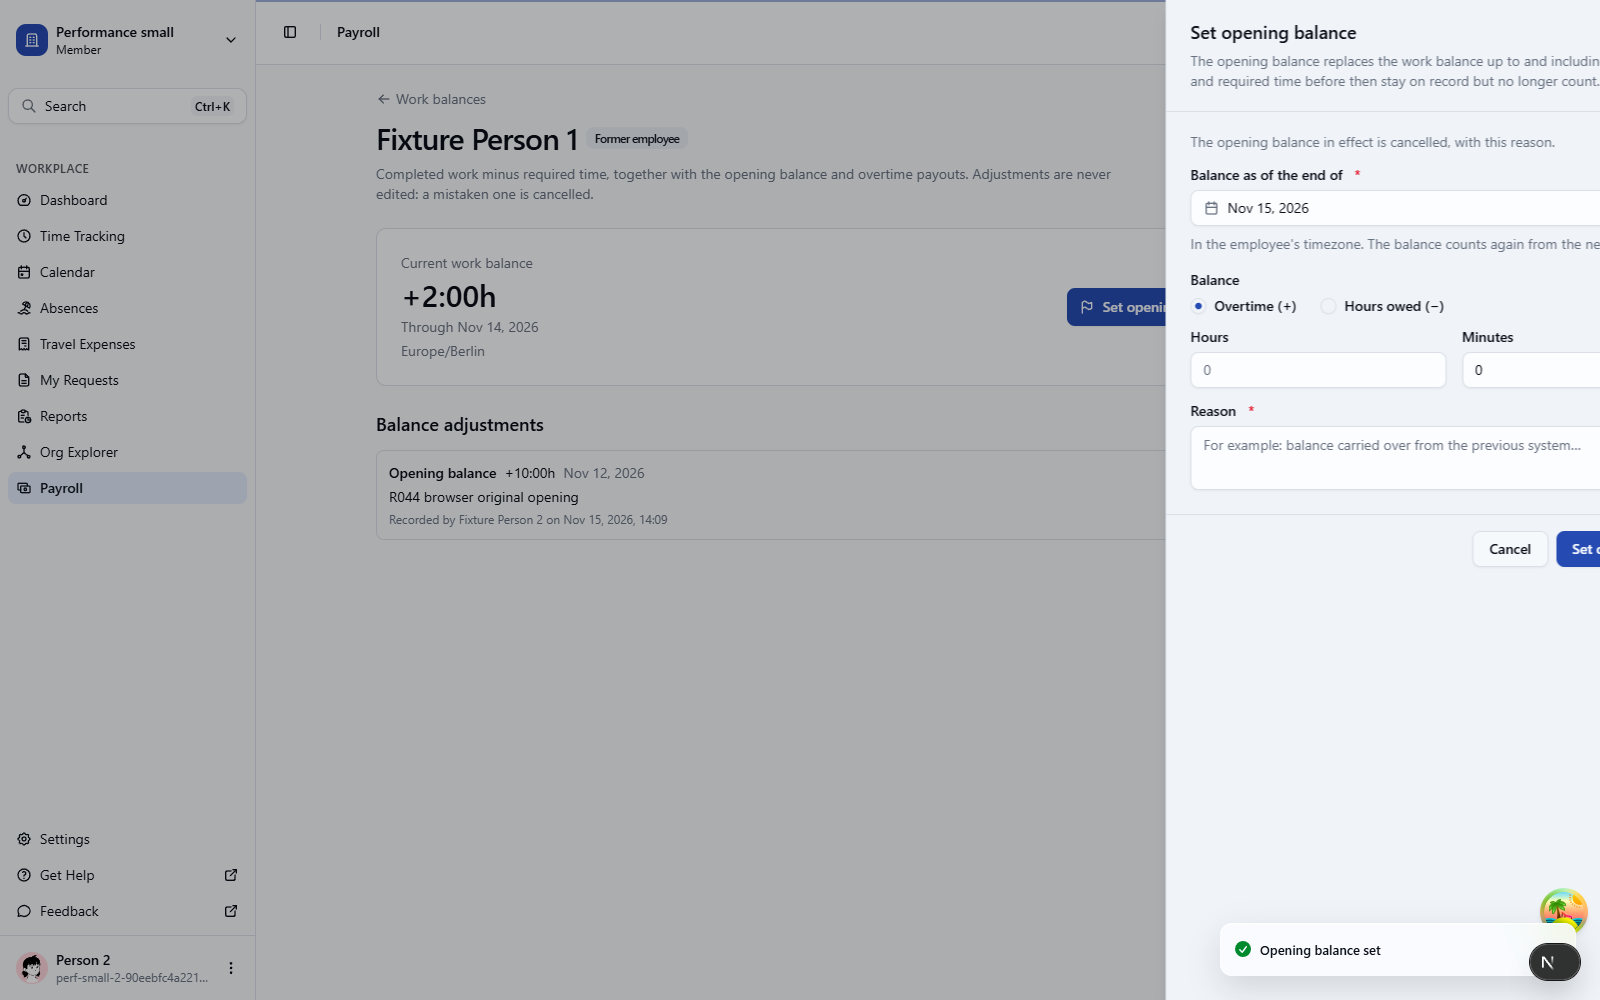 Performance small
Member
Search
Ctrl+K
WORKPLACE
Dashboard
Time Tracking
Calendar
Absences
Travel Expenses
My Requests
Reports
Org Explorer
Payroll
Settings
Get Help
Feedback
Person 2
perf-small-2-90eebfc4a221...
Payroll
Work balances
Fixture Person 1
Former employee
Completed work minus required time, together with the opening balance and overtime payouts. Adjustments are never
edited: a mistaken one is cancelled.
Current work balance
+2:00h
Through Nov 14, 2026
Europe/Berlin
Set openin
Balance adjustments
Opening balance +10:00h Nov 12, 2026
R044 browser original opening
Recorded by Fixture Person 2 on Nov 15, 2026, 14:09
Set opening balance
The opening balance replaces the work balance up to and includin
and required time before then stay on record but no longer count.
The opening balance in effect is cancelled, with this reason.
Balance as of the end of *
Nov 15, 2026
In the employee's timezone. The balance counts again from the ne
Balance
Overtime (+)
Hours owed (−)
Hours
Minutes
0
0
Reason *
For example: balance carried over from the previous system...
Cancel
Set o
Opening balance set
N